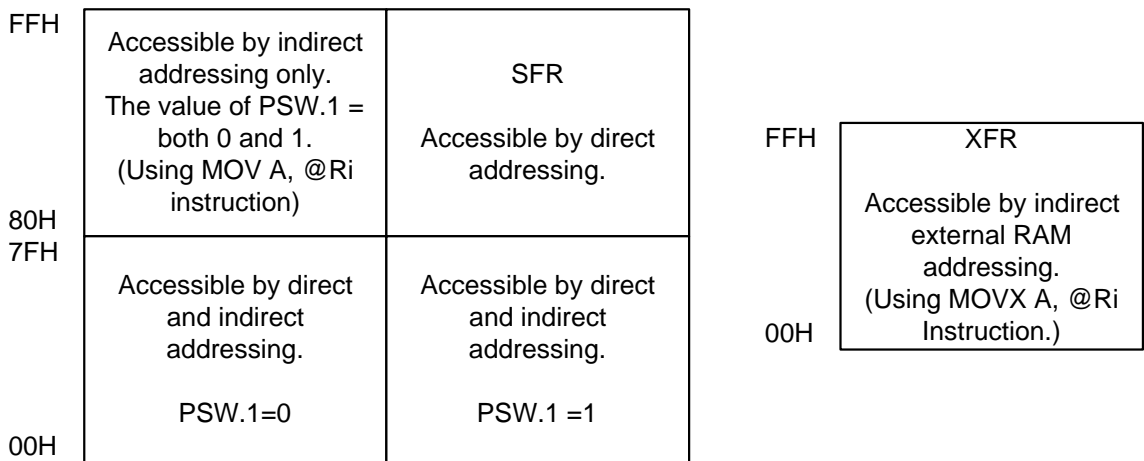 FFH
Accessible by indirect
addressing only.
The value of PSW.1 =
both 0 and 1.
(Using MOV A, @Ri
instruction)
80H
SFR
Accessible by direct
addressing.
7FH
Accessible by direct
and indirect
addressing.
PSW.1=0
00H
Accessible by direct
and indirect
addressing.
PSW.1 =1
FFH
XFR
Accessible by indirect
external RAM
addressing.
(Using MOVX A, @Ri
Instruction.)
00H